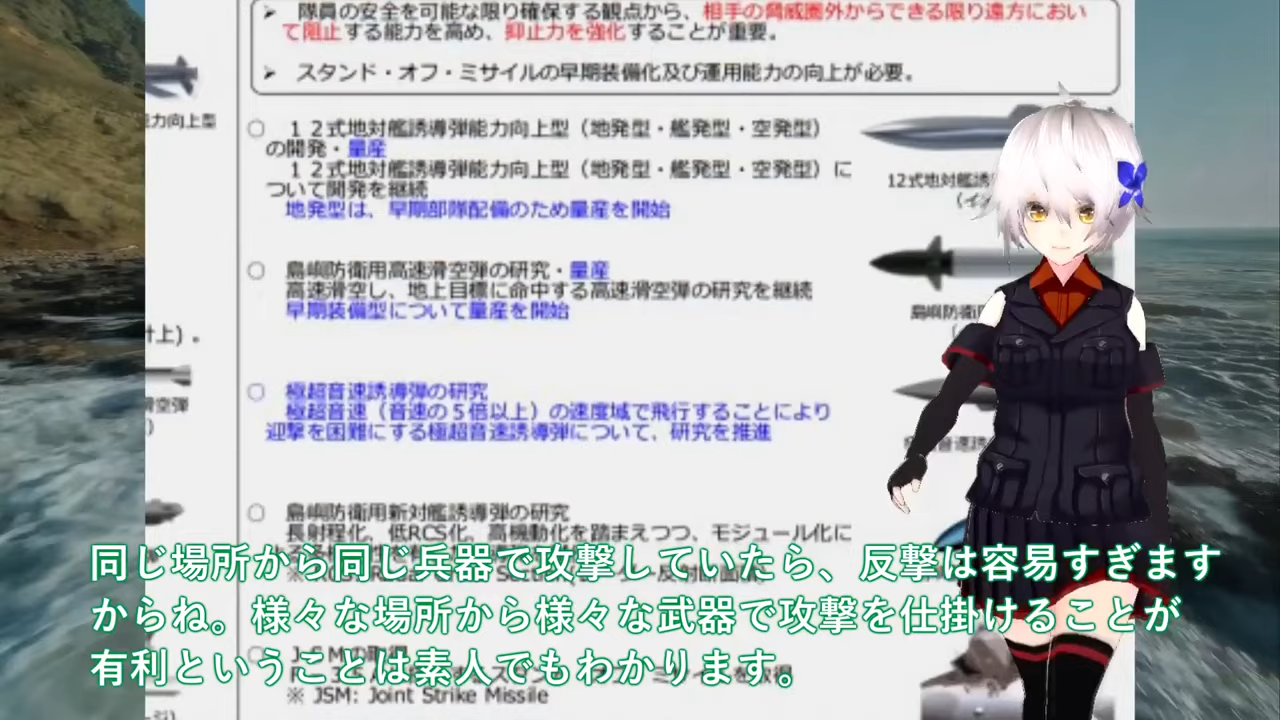 ➢ 隊員の安全を可能な限り確保する観点から、相手の脅威圏外からできる限り遠方におい
て阻止する能力を高め、抑止力を強化することが重要。
➢ スタンド・オフ・ミサイルの早期装備化及び運用能力の向上が必要。
力向上型
○ １２式地対艦誘導弾能力向上型（地発型・艦発型・空発型）
の開発・量産
１２式地対艦誘導弾能力向上型（地発型・艦発型・空発型）に
ついて開発を継続
地発型は、早期部隊配備のため量産を開始
12式地対艦誘
○ 島嶼防衛用高速滑空弾の研究・量産
高速滑空し、地上目標に命中する高速滑空弾の研究を継続
早期装備型について量産を開始
島嶼防衛
計上）。
滑空弾
○ 極超音速誘導弾の研究
極超音速（音速の５倍以上）の速度域で飛行することにより
迎撃を困難にする極超音速誘導弾について、研究を推進
○ 島嶼防衛用新対艦誘導弾の研究
長射程化、低RCS化、高機動化を踏まえつつ、モジュール化に
同じ場所から同じ兵器で攻撃していたら、反撃は容易すぎます
からね。様々な場所から様々な武器で攻撃を仕掛けることが
有利ということは素人でもわかります。
※ JSM: Joint Strike Missile